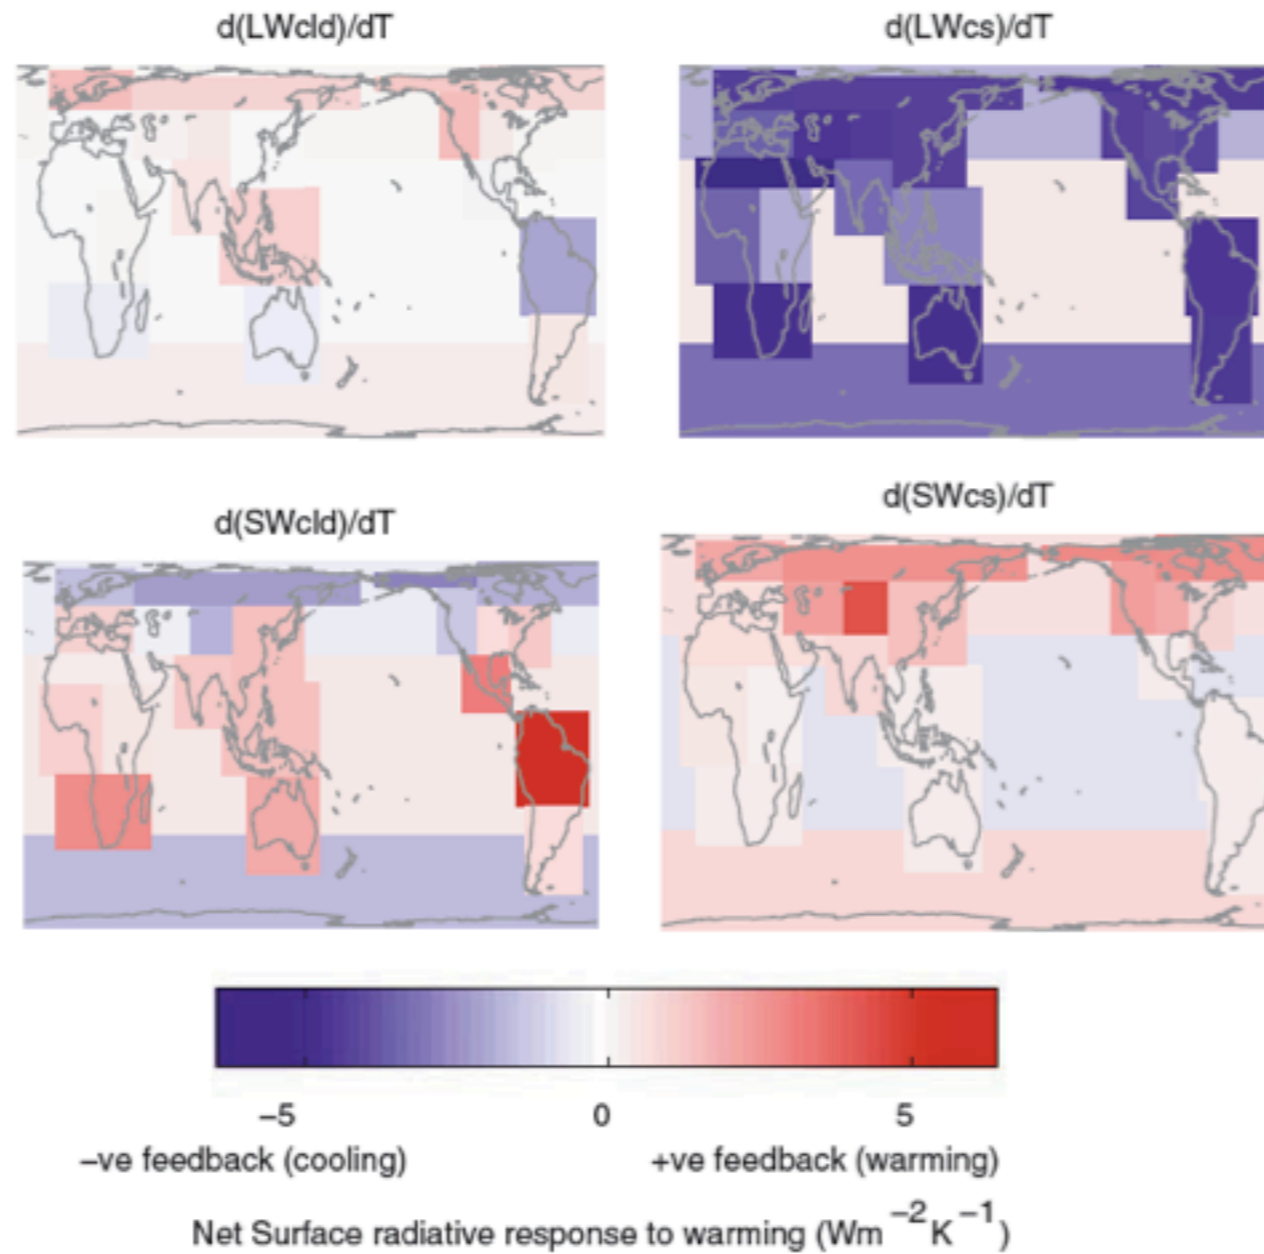 d(LWcld)/dT
d(LWcs)/dT
d(SWcld)/dT
d(SWcs)/dT
−5
0
5
−ve feedback (cooling)
+ve feedback (warming)
Net Surface radiative response to warming (Wm⁻²K⁻¹)